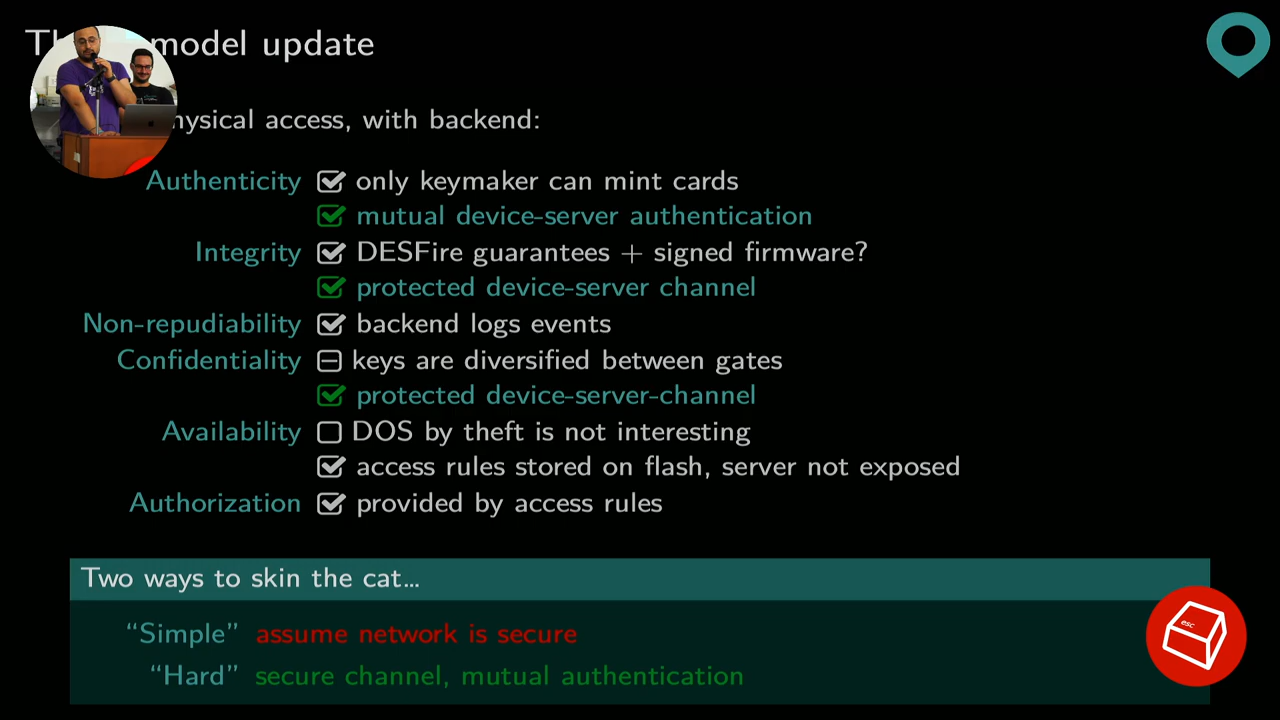 model update
hysical access, with backend:
Authenticity ☑ only keymaker can mint cards
☑ mutual device-server authentication
Integrity ☑ DESFire guarantees + signed firmware?
☑ protected device-server channel
Non-repudiability ☑ backend logs events
Confidentiality ⊟ keys are diversified between gates
☑ protected device-server-channel
Availability ☐ DOS by theft is not interesting
☑ access rules stored on flash, server not exposed
Authorization ☑ provided by access rules
Two ways to skin the cat...
“Simple” assume network is secure
“Hard” secure channel, mutual authentication
esc